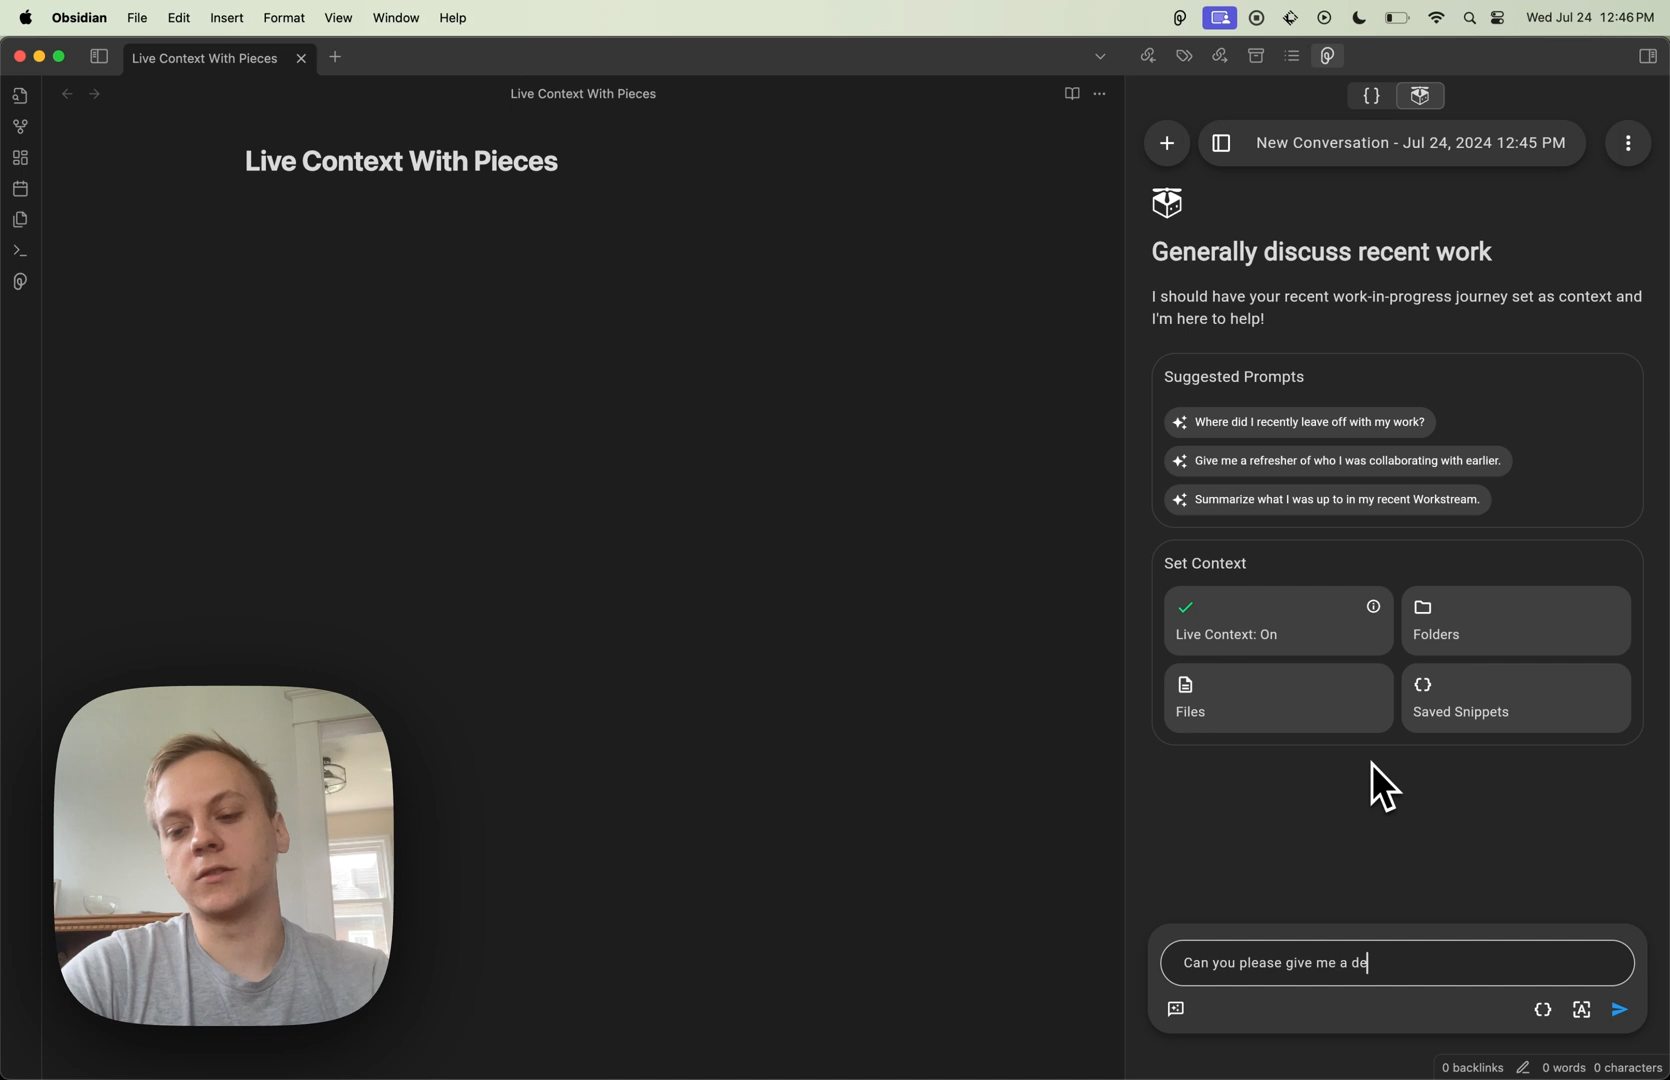 Obsidian File Edit Insert Format View Window Help Wed Jul 24 12:46 PM
Live Context With Pieces
Live Context With Pieces
New Conversation - Jul 24, 2024 12:45 PM
Live Context With Pieces
Generally discuss recent work
I should have your recent work-in-progress journey set as context and
I'm here to help!
Suggested Prompts
Where did I recently leave off with my work?
Give me a refresher of who I was collaborating with earlier.
Summarize what I was up to in my recent Workstream.
Set Context
Live Context: On
Folders
Files
Saved Snippets
Can you please give me a de
0 backlinks 0 words 0 characters